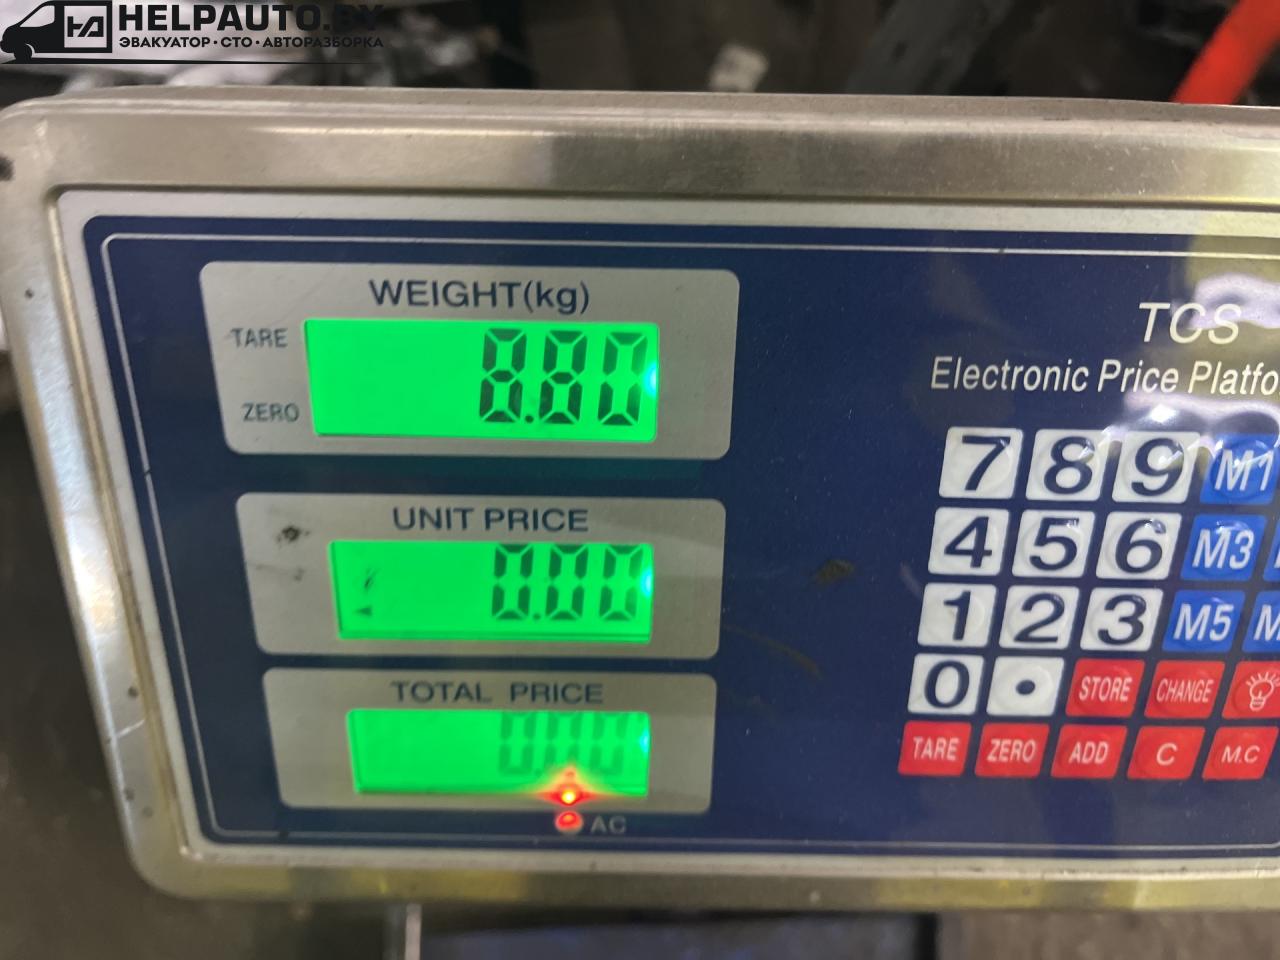 HELPAUTO.BY
ЭВАКУАТОР · СТО · АВТОРАЗБОРКА
WEIGHT(kg)
TARE
8.80
ZERO
UNIT PRICE
0.00
TOTAL PRICE
0.00
AC
TCS
Electronic Price Platfo
7 8 9 M1
4 5 6 M3
1 2 3 M5 M
0 . STORE CHANGE
TARE ZERO ADD C M.C